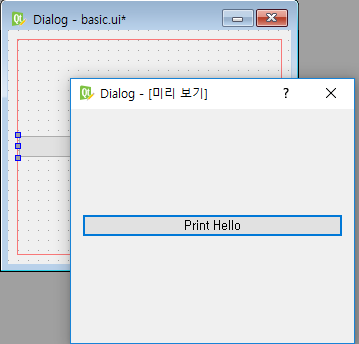 Dialog - basic.ui*
Dialog - [미리 보기]
Print Hello